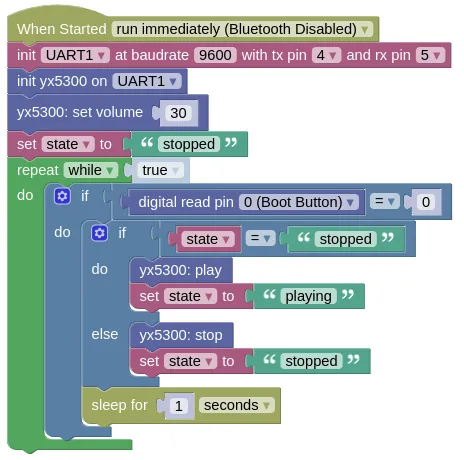 When Started run immediately (Bluetooth Disabled)
init UART1 at baudrate 9600 with tx pin 4 and rx pin 5
init yx5300 on UART1
yx5300: set volume 30
set state to “ stopped ”
repeat while true
do if digital read pin 0 (Boot Button) = 0
do if state = “ stopped ”
do yx5300: play
set state to “ playing ”
else yx5300: stop
set state to “ stopped ”
sleep for 1 seconds